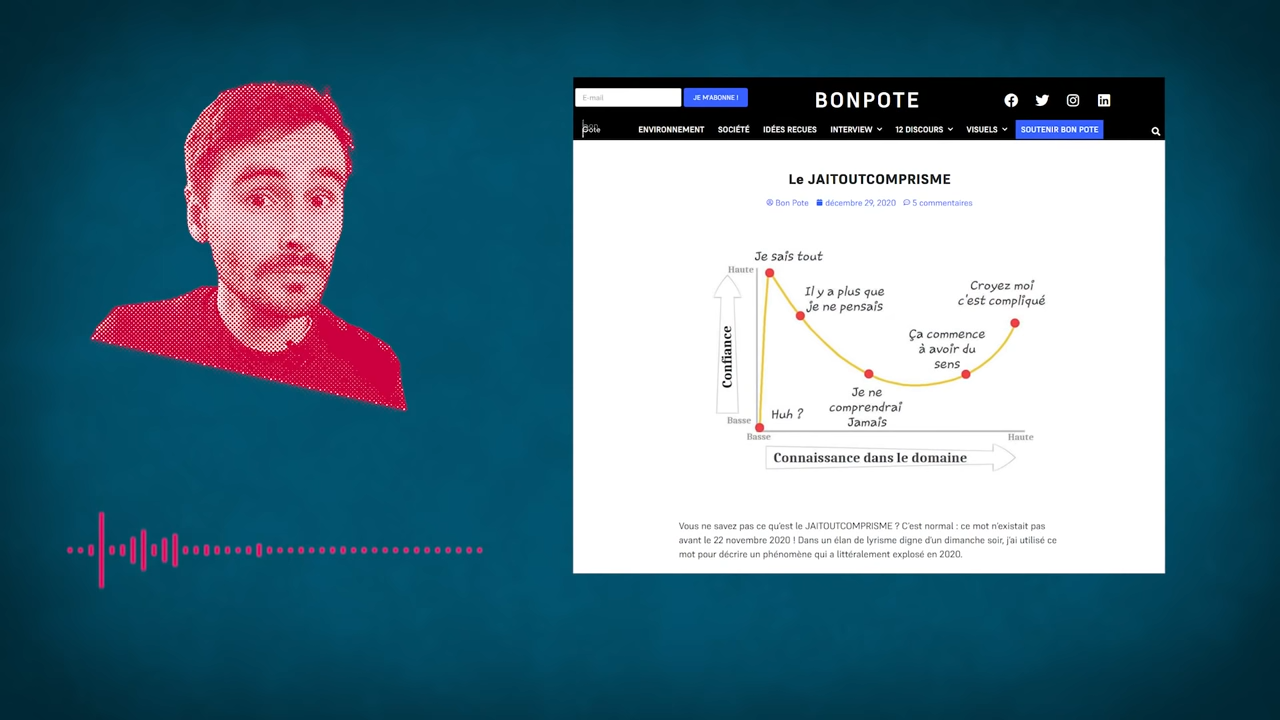 E-mail
JE M'ABONNE !
BONPOTE
bon
pote
ENVIRONNEMENT
SOCIÉTÉ
IDÉES RECUES
INTERVIEW
12 DISCOURS
VISUELS
SOUTENIR BON POTE
Le JAITOUTCOMPRISME
Bon Pote
décembre 29, 2020
5 commentaires
Je sais tout
Haute
Il y a plus que
je ne pensais
Croyez moi
c'est compliqué
Ça commence
à avoir du
sens
Confiance
Je ne
comprendrai
Jamais
Huh ?
Basse
Basse
Haute
Connaissance dans le domaine
Vous ne savez pas ce qu'est le JAITOUTCOMPRISME ? C'est normal : ce mot n'existait pas
avant le 22 novembre 2020 ! Dans un élan de lyrisme digne d'un dimanche soir, j'ai utilisé ce
mot pour décrire un phénomène qui a littéralement explosé en 2020.